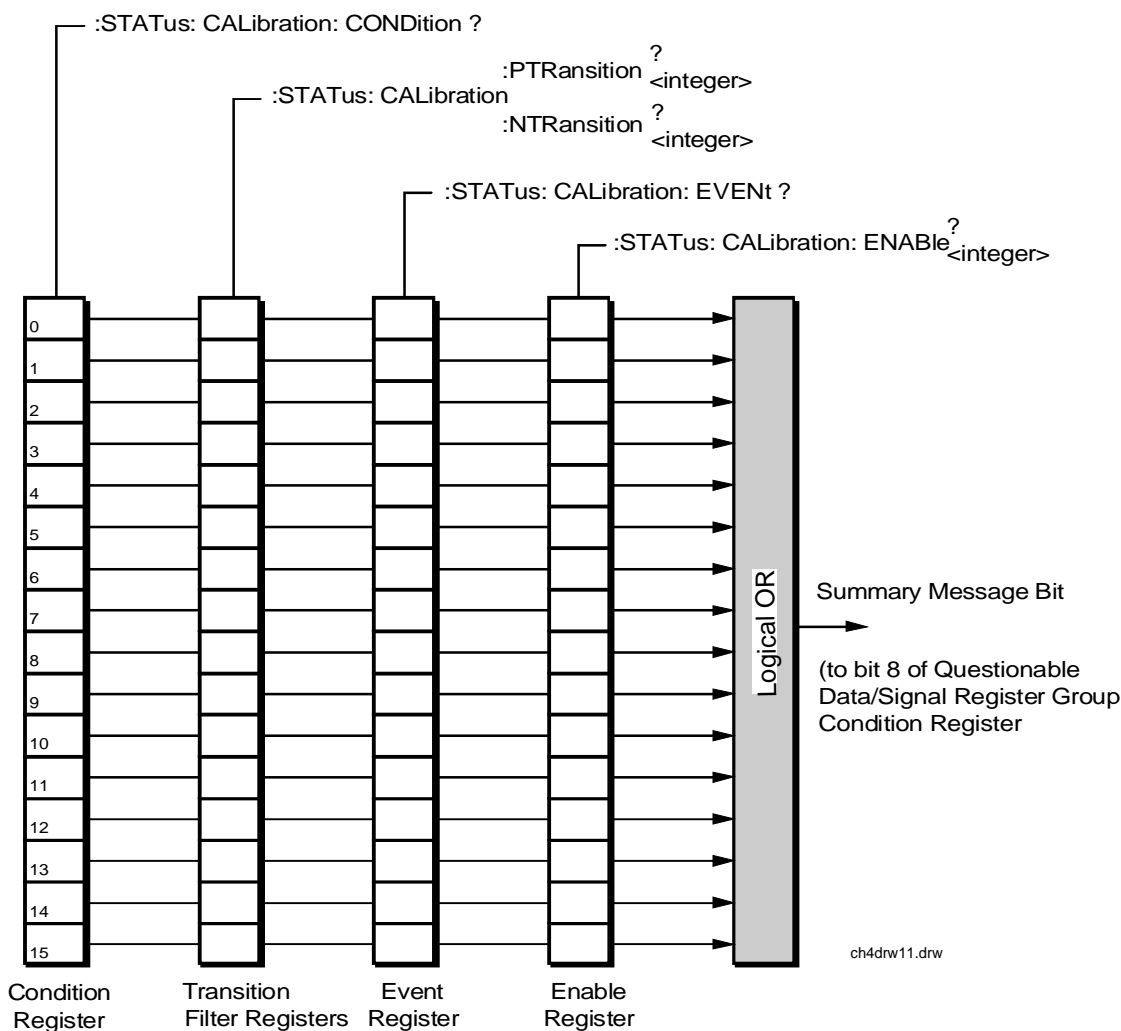 :STATus: CALibration: CONDition ?
?
:PTRansition
<integer>
:STATus: CALibration
?
:NTRansition
<integer>
:STATus: CALibration: EVENt ?
?
:STATus: CALibration: ENABle
<integer>
0
1
2
3
4
5
6
7
8
9
10
11
12
13
14
15
Logical OR
Summary Message Bit
(to bit 8 of Questionable
Data/Signal Register Group
Condition Register
ch4drw11.drw
Condition
Register
Transition
Filter Registers
Event
Register
Enable
Register